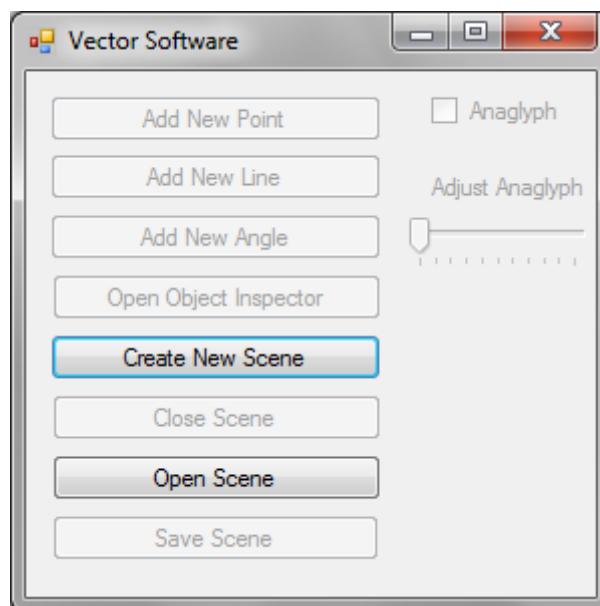 Vector Software
Add New Point
Anaglyph
Add New Line
Adjust Anaglyph
Add New Angle
Open Object Inspector
Create New Scene
Close Scene
Open Scene
Save Scene